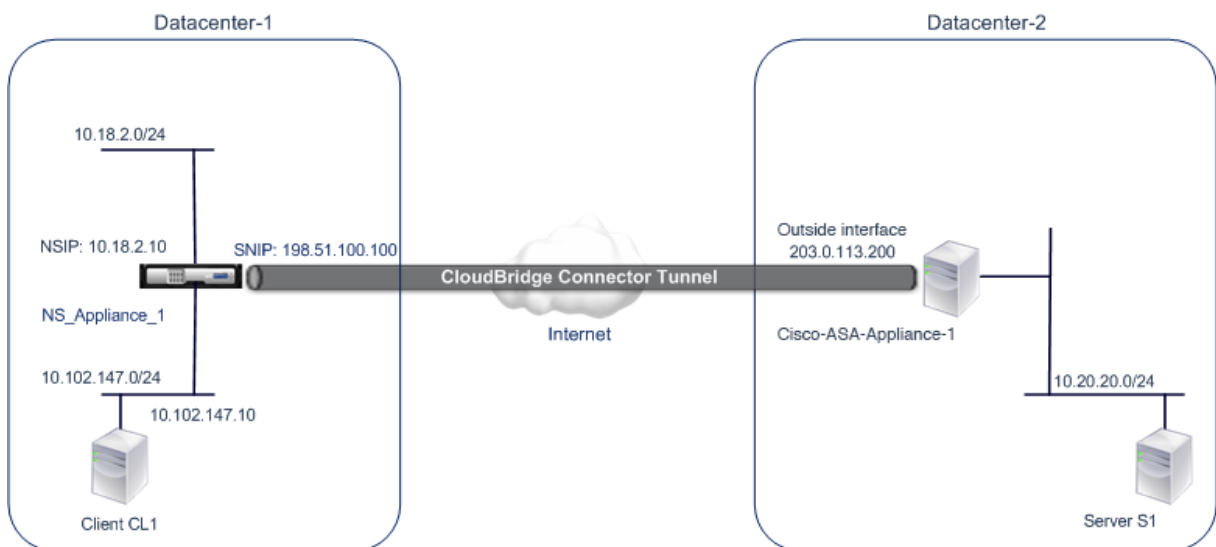 Datacenter-1
Datacenter-2
10.18.2.0/24
NSIP: 10.18.2.10
SNIP: 198.51.100.100
Outside interface
203.0.113.200
CloudBridge Connector Tunnel
NS_Appliance_1
Internet
Cisco-ASA-Appliance-1
10.102.147.0/24
10.102.147.10
10.20.20.0/24
Client CL1
Server S1